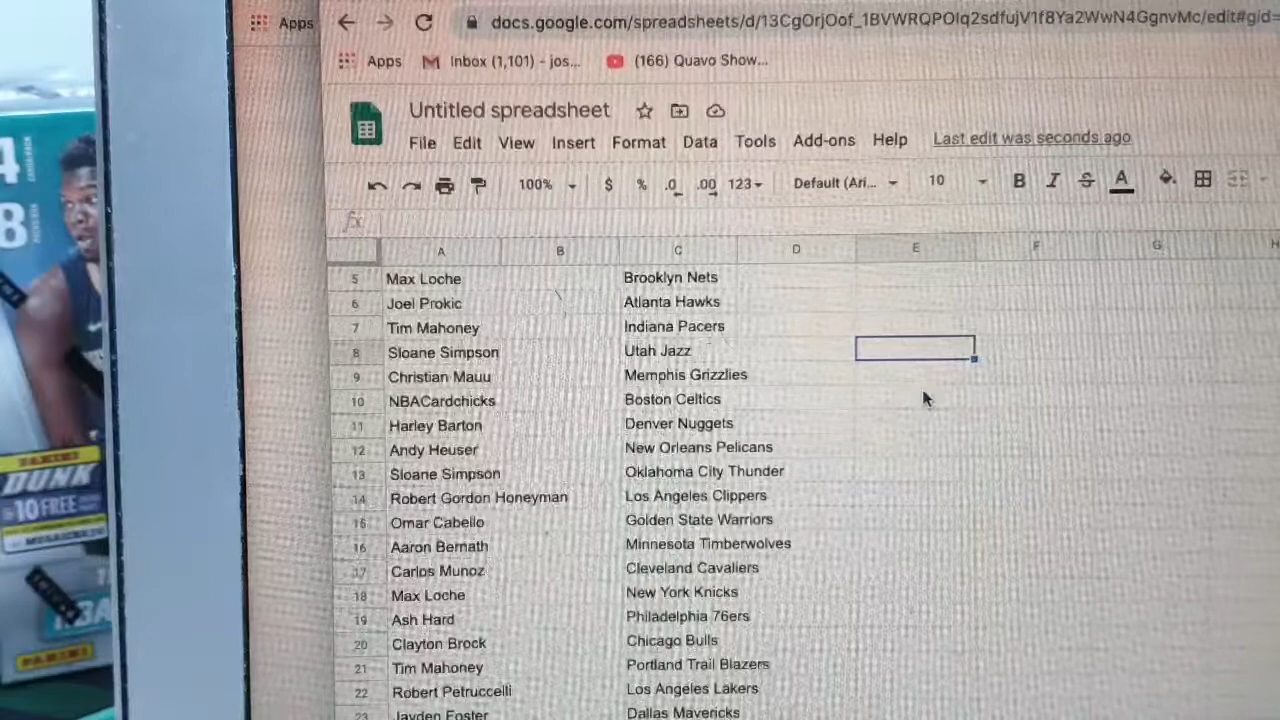 Apps
docs.google.com/spreadsheets/d/13CgOrjOof_1BVWRQPOIq2sdfujV1f8Ya2WwN4GgnvMc/edit#gid=
Apps Inbox (1,101) - jos... (166) Quavo Show...
Untitled spreadsheet
File Edit View Insert Format Data Tools Add-ons Help Last edit was seconds ago
100% $ % .0 .00 123 Default (Ari... 10 B I S A
fx
A B C D E F G H
5 Max Loche Brooklyn Nets
6 Joel Prokic Atlanta Hawks
7 Tim Mahoney Indiana Pacers
8 Sloane Simpson Utah Jazz
9 Christian Mauu Memphis Grizzlies
10 NBACardchicks Boston Celtics
11 Harley Barton Denver Nuggets
12 Andy Heuser New Orleans Pelicans
13 Sloane Simpson Oklahoma City Thunder
14 Robert Gordon Honeyman Los Angeles Clippers
15 Omar Cabello Golden State Warriors
16 Aaron Bernath Minnesota Timberwolves
17 Carlos Munoz Cleveland Cavaliers
18 Max Loche New York Knicks
19 Ash Hard Philadelphia 76ers
20 Clayton Brock Chicago Bulls
21 Tim Mahoney Portland Trail Blazers
22 Robert Petruccelli Los Angeles Lakers
23 Jayden Foster Dallas Mavericks
4
8
PANINI
DUNK
10 FREE
PANINI